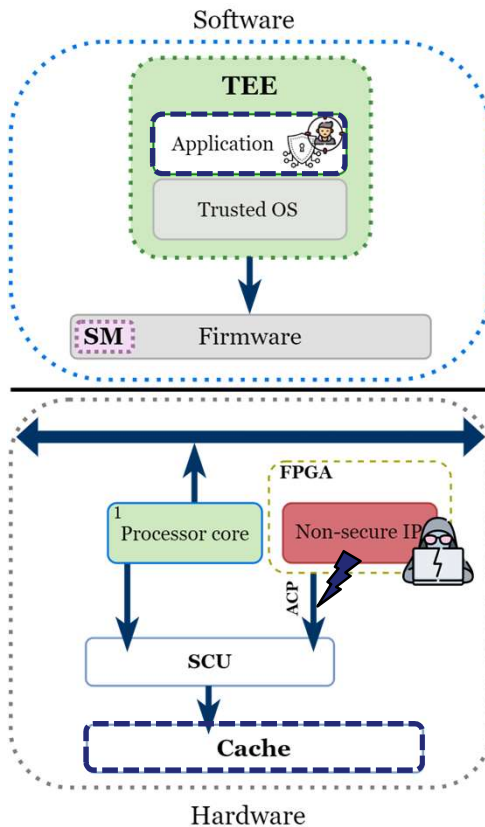 Software
TEE
Application
Trusted OS
SM
Firmware
FPGA
1
Processor core
Non-secure IP
ACP
SCU
Cache
Hardware